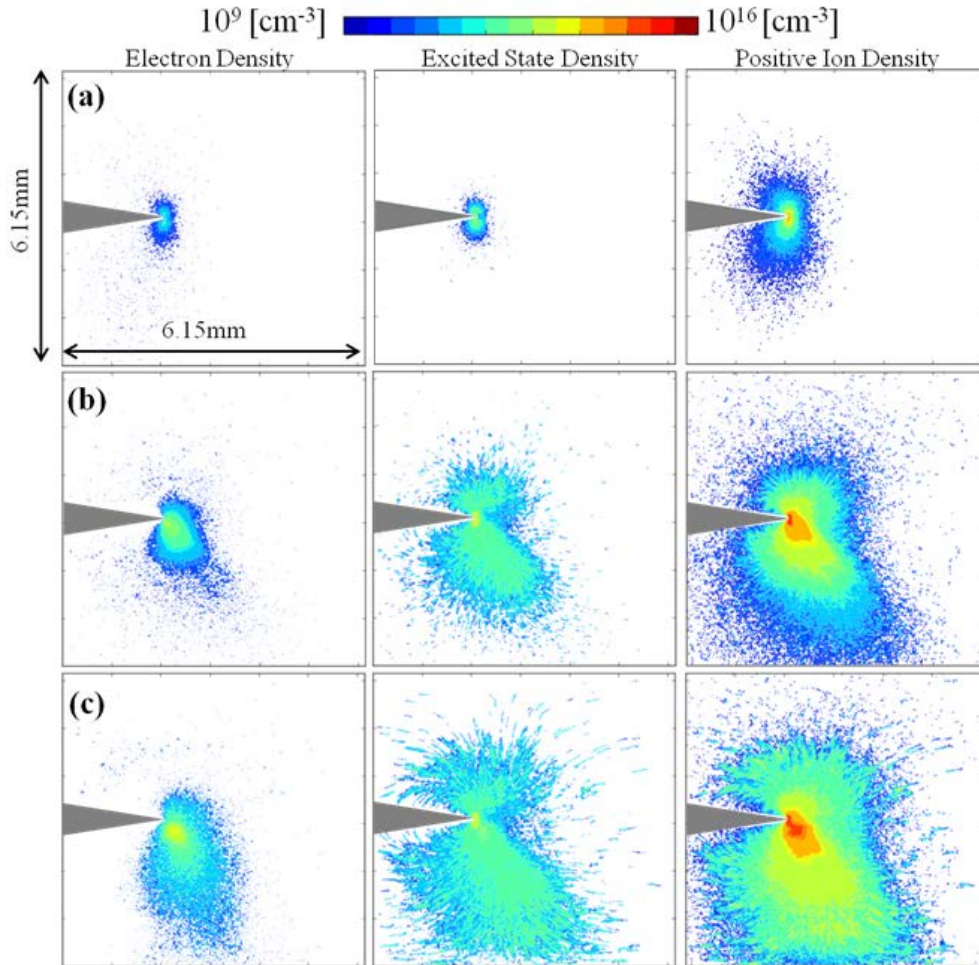 10⁹ [cm⁻³] 10¹⁶ [cm⁻³]
Electron Density Excited State Density Positive Ion Density
(a)
6.15mm
6.15mm
(b)
(c)